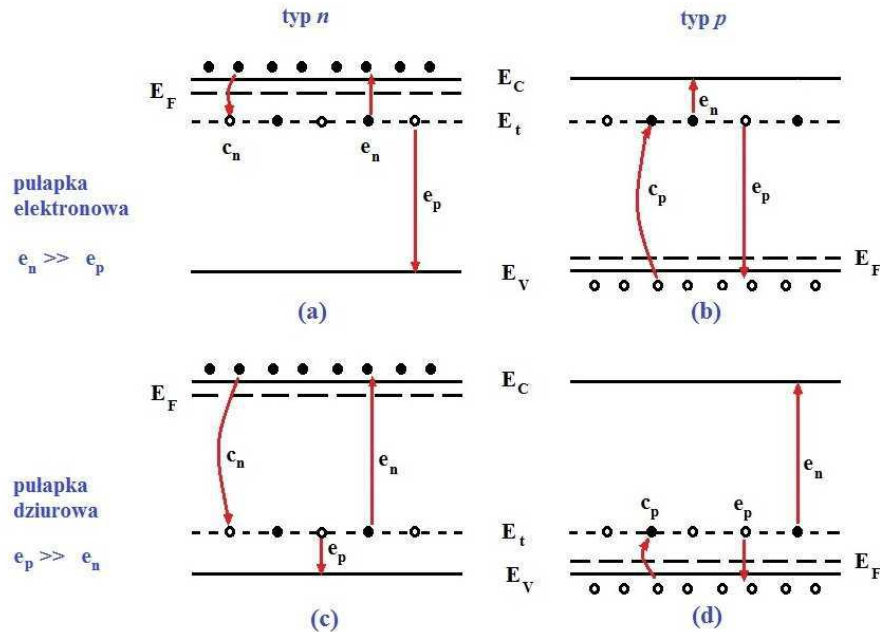 typ n
typ p
E_F
E_C
E_t
c_n
e_n
e_n
e_p
c_p
e_p
pułapka
elektronowa
e_n >> e_p
E_V
E_F
(a)
(b)
E_C
E_F
c_n
e_n
e_n
pułapka
dziurowa
e_p >> e_n
c_p
e_p
E_t
e_p
E_V
E_F
(c)
(d)